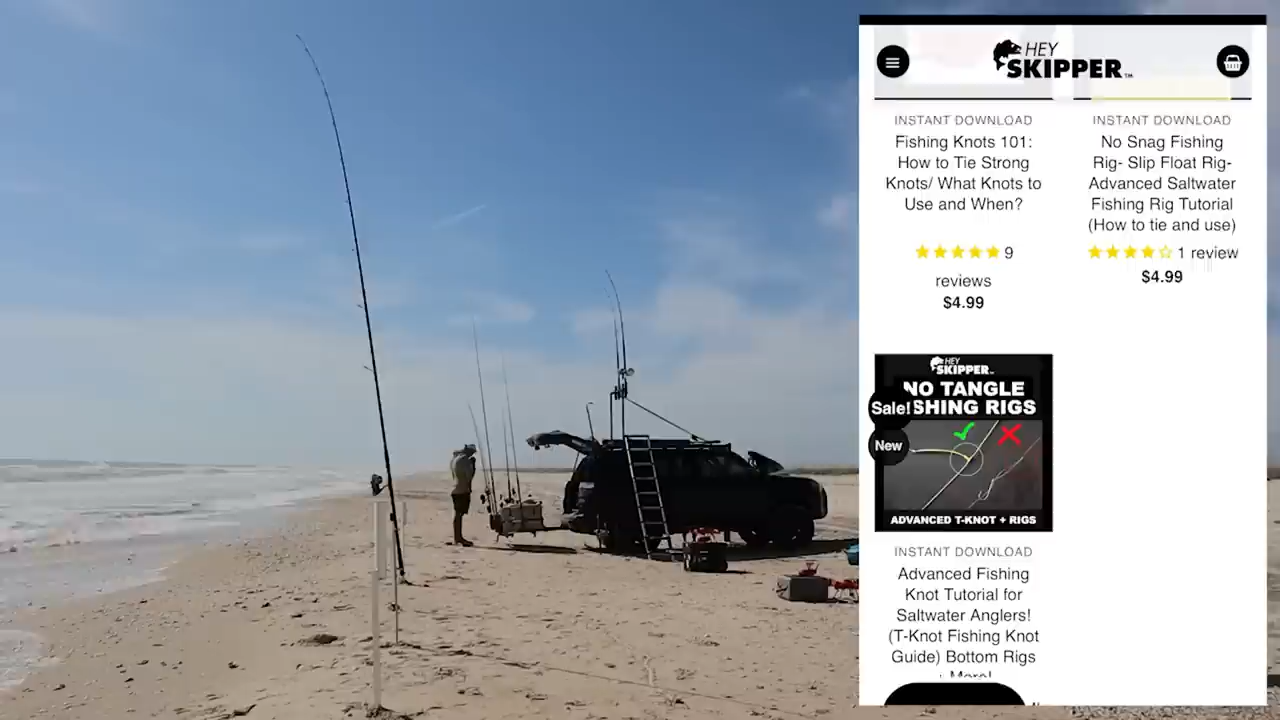 HEY
SKIPPER™
INSTANT DOWNLOAD
Fishing Knots 101:
How to Tie Strong
Knots/ What Knots to
Use and When?
9
reviews
$4.99
INSTANT DOWNLOAD
No Snag Fishing
Rig- Slip Float Rig-
Advanced Saltwater
Fishing Rig Tutorial
(How to tie and use)
1 review
$4.99
HEY
SKIPPER
NO TANGLE
SHING RIGS
Sale!
New
ADVANCED T-KNOT + RIGS
INSTANT DOWNLOAD
Advanced Fishing
Knot Tutorial for
Saltwater Anglers!
(T-Knot Fishing Knot
Guide) Bottom Rigs
+ More!